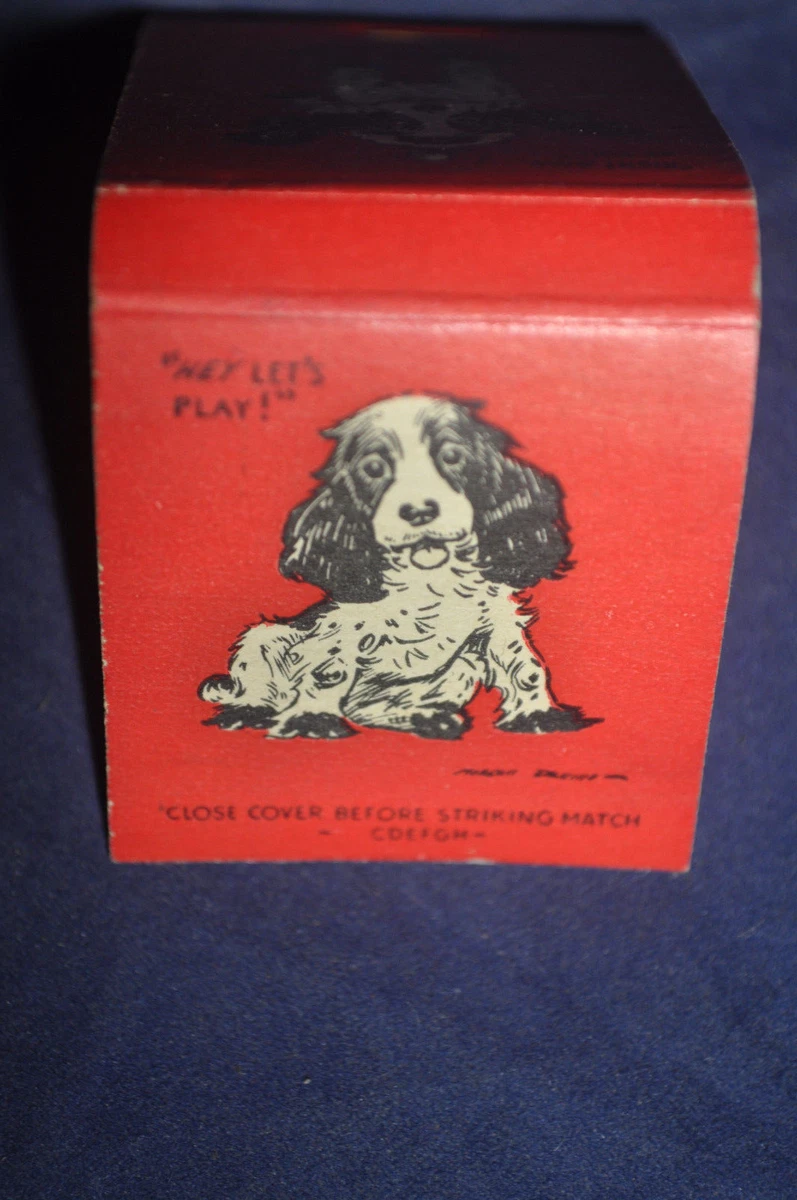 "HEY LET'S
PLAY!"
"CLOSE COVER BEFORE STRIKING MATCH
- CDEFGH -